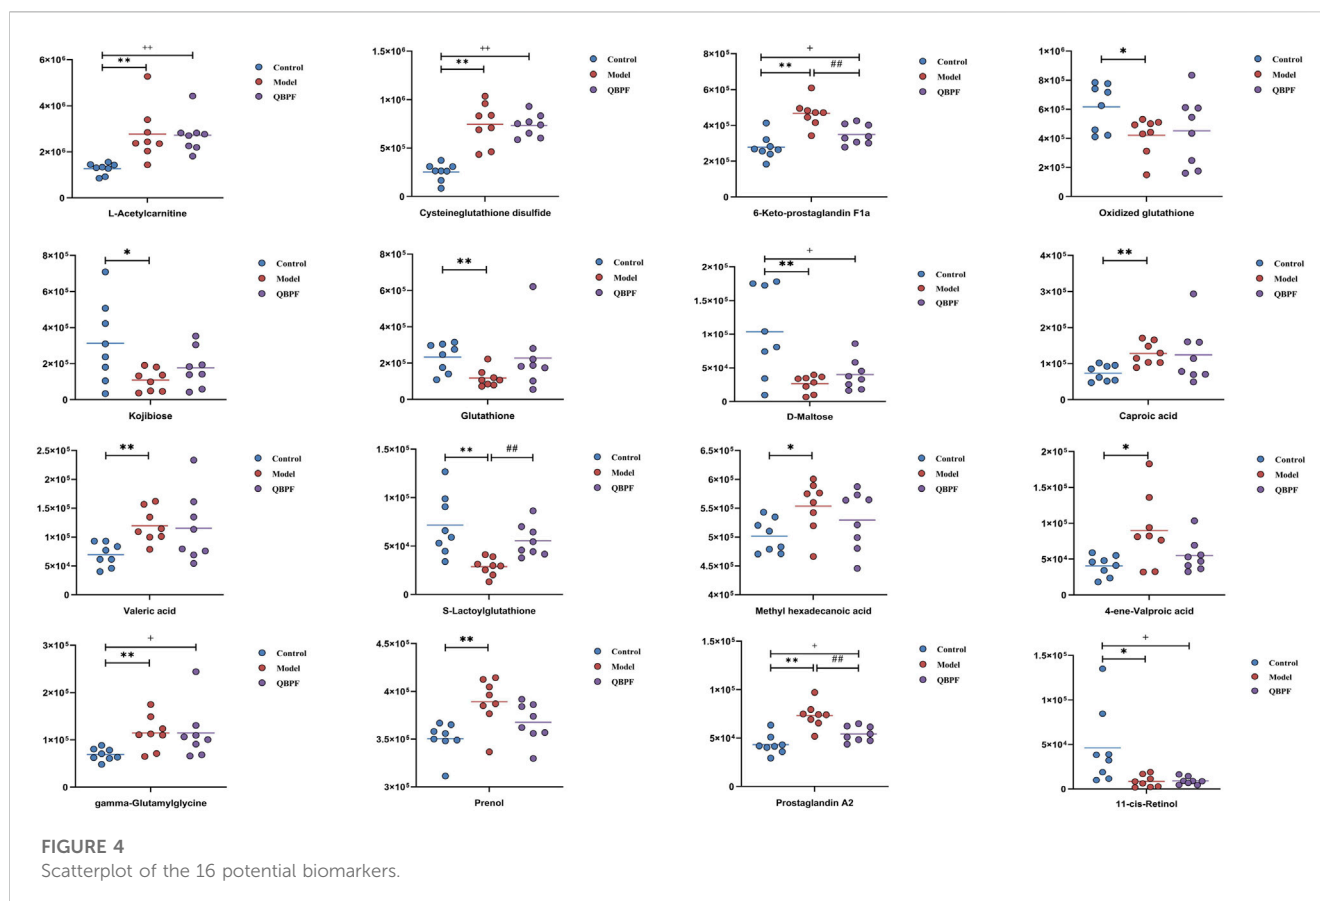 ++
**
6×10⁶
4×10⁶
2×10⁶
0
Control
Model
QBPF
L-Acetylcarnitine
++
**
1.5×10⁶
1×10⁶
5×10⁵
0
Control
Model
QBPF
Cysteineglutathione disulfide
+
** ##
8×10⁵
6×10⁵
4×10⁵
2×10⁵
0
Control
Model
QBPF
6-Keto-prostaglandin F1a
*
1×10⁶
8×10⁵
6×10⁵
4×10⁵
2×10⁵
0
Control
Model
QBPF
Oxidized glutathione
*
8×10⁵
6×10⁵
4×10⁵
2×10⁵
0
Control
Model
QBPF
Kojibiose
**
8×10⁵
6×10⁵
4×10⁵
2×10⁵
0
Control
Model
QBPF
Glutathione
+
**
2×10⁵
1×10⁵
1×10⁵
5×10⁴
0
Control
Model
QBPF
D-Maltose
**
4×10⁵
3×10⁵
2×10⁵
1×10⁵
0
Control
Model
QBPF
Caproic acid
**
2.5×10⁵
2×10⁵
1.5×10⁵
1×10⁵
5×10⁴
0
Control
Model
QBPF
Valeric acid
** ##
1.5×10⁵
1×10⁵
5×10⁴
0
Control
Model
QBPF
S-Lactoylglutathione
*
6.5×10⁵
6×10⁵
5.5×10⁵
5×10⁵
4.5×10⁵
4×10⁵
Control
Model
QBPF
Methyl hexadecanoic acid
*
2×10⁵
1.5×10⁵
1×10⁵
5×10⁴
0
Control
Model
QBPF
4-ene-Valproic acid
+
**
3×10⁵
2×10⁵
1×10⁵
0
Control
Model
QBPF
gamma-Glutamylglycine
**
4.5×10⁵
4×10⁵
3.5×10⁵
3×10⁵
Control
Model
QBPF
Prenol
+
** ##
1.5×10⁵
1×10⁵
5×10⁴
0
Control
Model
QBPF
Prostaglandin A2
+
*
1.5×10⁵
1×10⁵
5×10⁴
0
Control
Model
QBPF
11-cis-Retinol
FIGURE 4
Scatterplot of the 16 potential biomarkers.